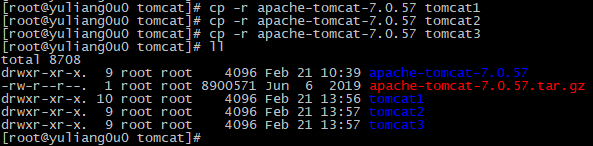 [root@yuliang0u0 tomcat]# cp -r apache-tomcat-7.0.57 tomcat1
[root@yuliang0u0 tomcat]# cp -r apache-tomcat-7.0.57 tomcat2
[root@yuliang0u0 tomcat]# cp -r apache-tomcat-7.0.57 tomcat3
[root@yuliang0u0 tomcat]# ll
total 8708
drwxr-xr-x.  9 root root    4096 Feb 21 10:39 apache-tomcat-7.0.57
-rw-r--r--.  1 root root 8900571 Jun  6  2019 apache-tomcat-7.0.57.tar.gz
drwxr-xr-x. 10 root root    4096 Feb 21 13:56 tomcat1
drwxr-xr-x.  9 root root    4096 Feb 21 13:57 tomcat2
drwxr-xr-x.  9 root root    4096 Feb 21 13:57 tomcat3
[root@yuliang0u0 tomcat]#